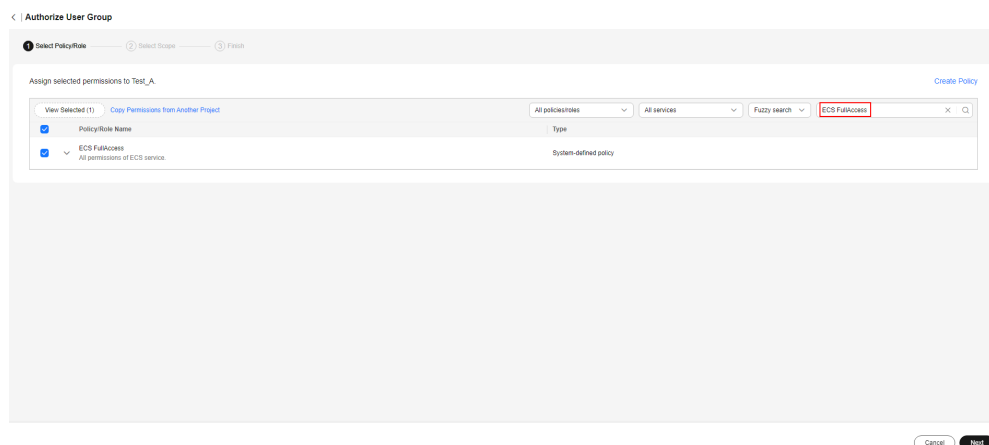 Authorize User Group
1 Select Policy/Role 2 Select Scope 3 Finish
Assign selected permissions to Test_A. Create Policy
View Selected (1) Copy Permissions from Another Project All policies/roles All services Fuzzy search ECS FullAccess
Policy/Role Name Type
ECS FullAccess System-defined policy
All permissions of ECS service.
Cancel Next